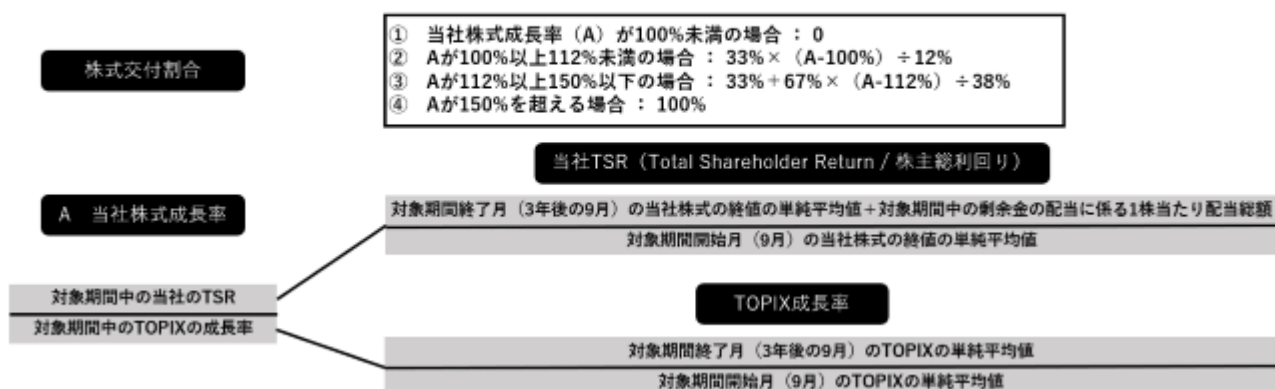 株式交付割合
① 当社株式成長率（A）が100%未満の場合 ： 0
② Aが100%以上112%未満の場合 ： 33%×（A-100%）÷12%
③ Aが112%以上150%以下の場合 ： 33%＋67%×（A-112%）÷38%
④ Aが150%を超える場合 ： 100%
当社TSR（Total Shareholder Return / 株主総利回り）
A 当社株式成長率
対象期間終了月（3年後の9月）の当社株式の終値の単純平均値＋対象期間中の剰余金の配当に係る1株当たり配当総額
対象期間開始月（9月）の当社株式の終値の単純平均値
対象期間中の当社のTSR
対象期間中のTOPIXの成長率
TOPIX成長率
対象期間終了月（3年後の9月）のTOPIXの単純平均値
対象期間開始月（9月）のTOPIXの単純平均値